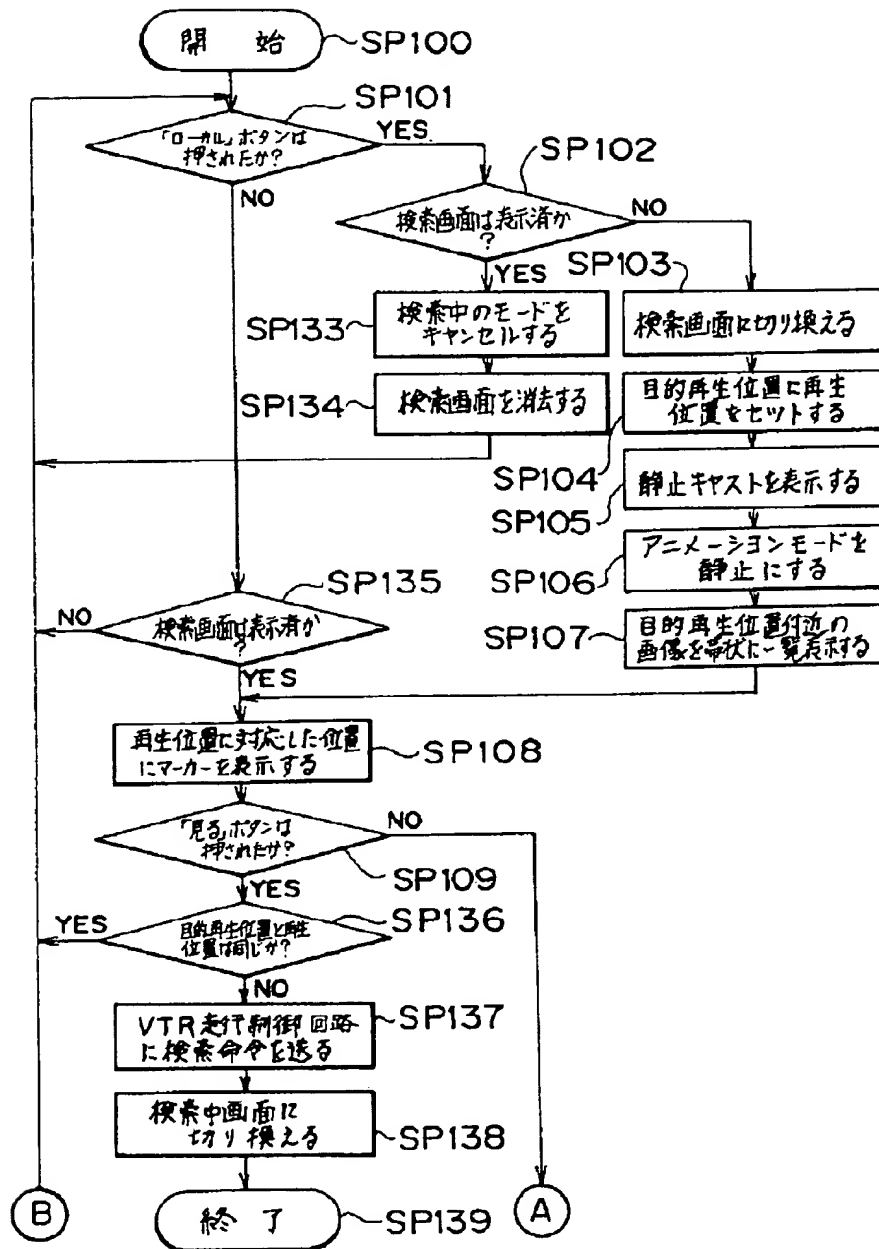 開 始
SP100
SP101
「ローカル」ボタンは
押されたか?
YES
NO
SP102
検索画面は表示済か
?
NO
YES
SP103
検索画面に切り換える
SP133
検索中のモードを
キャンセルする
SP134
検索画面を消去する
目的再生位置に再生
位置をセットする
SP104
静止キャストを表示する
SP105
アニメーションモードを
静止にする
SP106
SP107
目的再生位置付近の
画像を帯状に一覧表示する
SP135
検索画面は表示済か
?
NO
YES
再生位置に対応した位置
にマーカーを表示する
SP108
「見る」ボタンは
押されたか?
NO
SP109
YES
目的再生位置と再生
位置は同じか?
SP136
YES
NO
VTR走行制御回路
に検索命令を送る
SP137
検索中画面に
切り換える
SP138
B
終 了
SP139
A